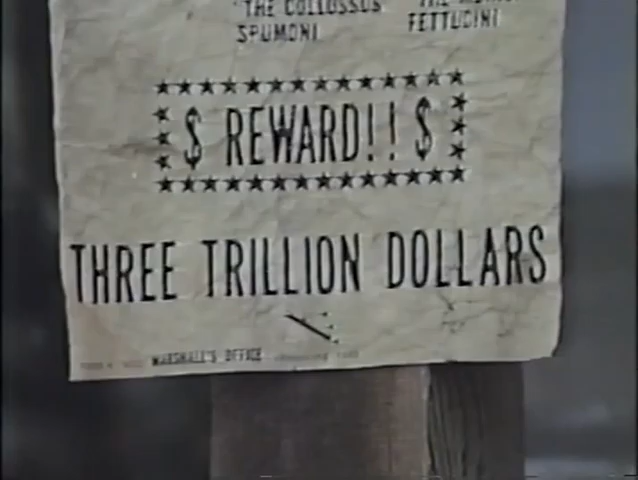 "THE COLLOSSUS
SPUMONI
FETTUCINI
$ REWARD!! $
THREE TRILLION DOLLARS
MARSHALL'S OFFICE